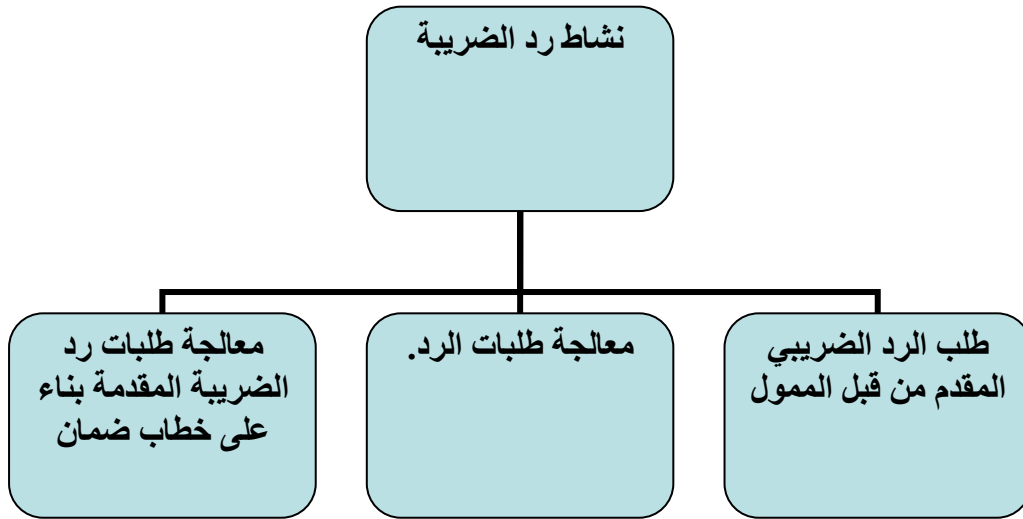 نشاط رد الضريبة
طلب الرد الضريبي
المقدم من قبل الممول
معالجة طلبات الرد.
معالجة طلبات رد
الضريبة المقدمة بناء
على خطاب ضمان